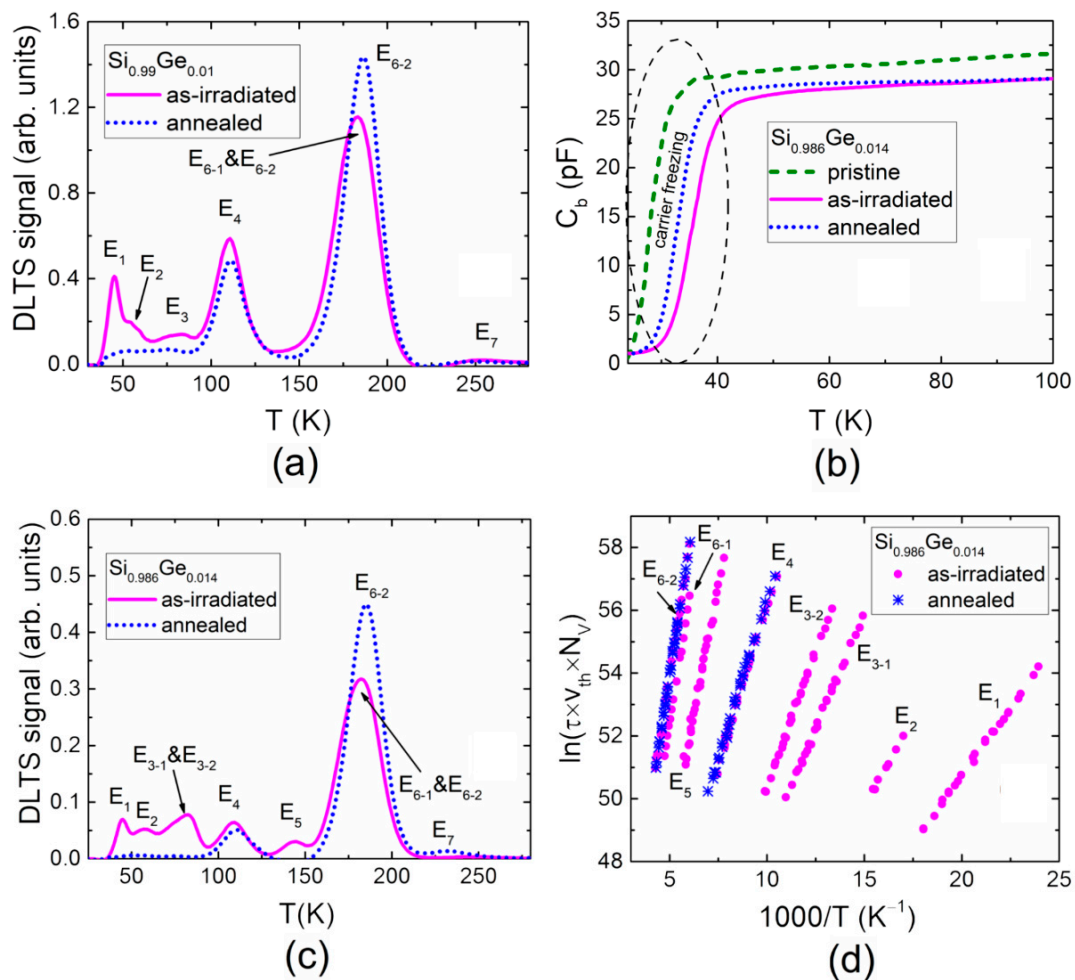 1.6
1.2
0.8
0.4
0.0
DLTS signal (arb. units)
Si0.99Ge0.01
as-irradiated
annealed
E6-2
E6-1&E6-2
E4
E1
E2
E3
E7
50 100 150 200 250
T (K)
(a)
35
30
25
20
15
10
5
0
Cb (pF)
carrier freezing
Si0.986Ge0.014
pristine
as-irradiated
annealed
40 60 80 100
T (K)
(b)
0.6
0.5
0.4
0.3
0.2
0.1
0.0
DLTS signal (arb. units)
Si0.986Ge0.014
as-irradiated
annealed
E6-2
E3-1&E3-2
E6-1&E6-2
E1
E2
E4
E5
E7
50 100 150 200 250
T(K)
(c)
58
56
54
52
50
48
ln(τ×vth×NV)
Si0.986Ge0.014
as-irradiated
annealed
E6-1
E6-2
E4
E3-2
E3-1
E1
E2
E5
5 10 15 20 25
1000/T (K−1)
(d)